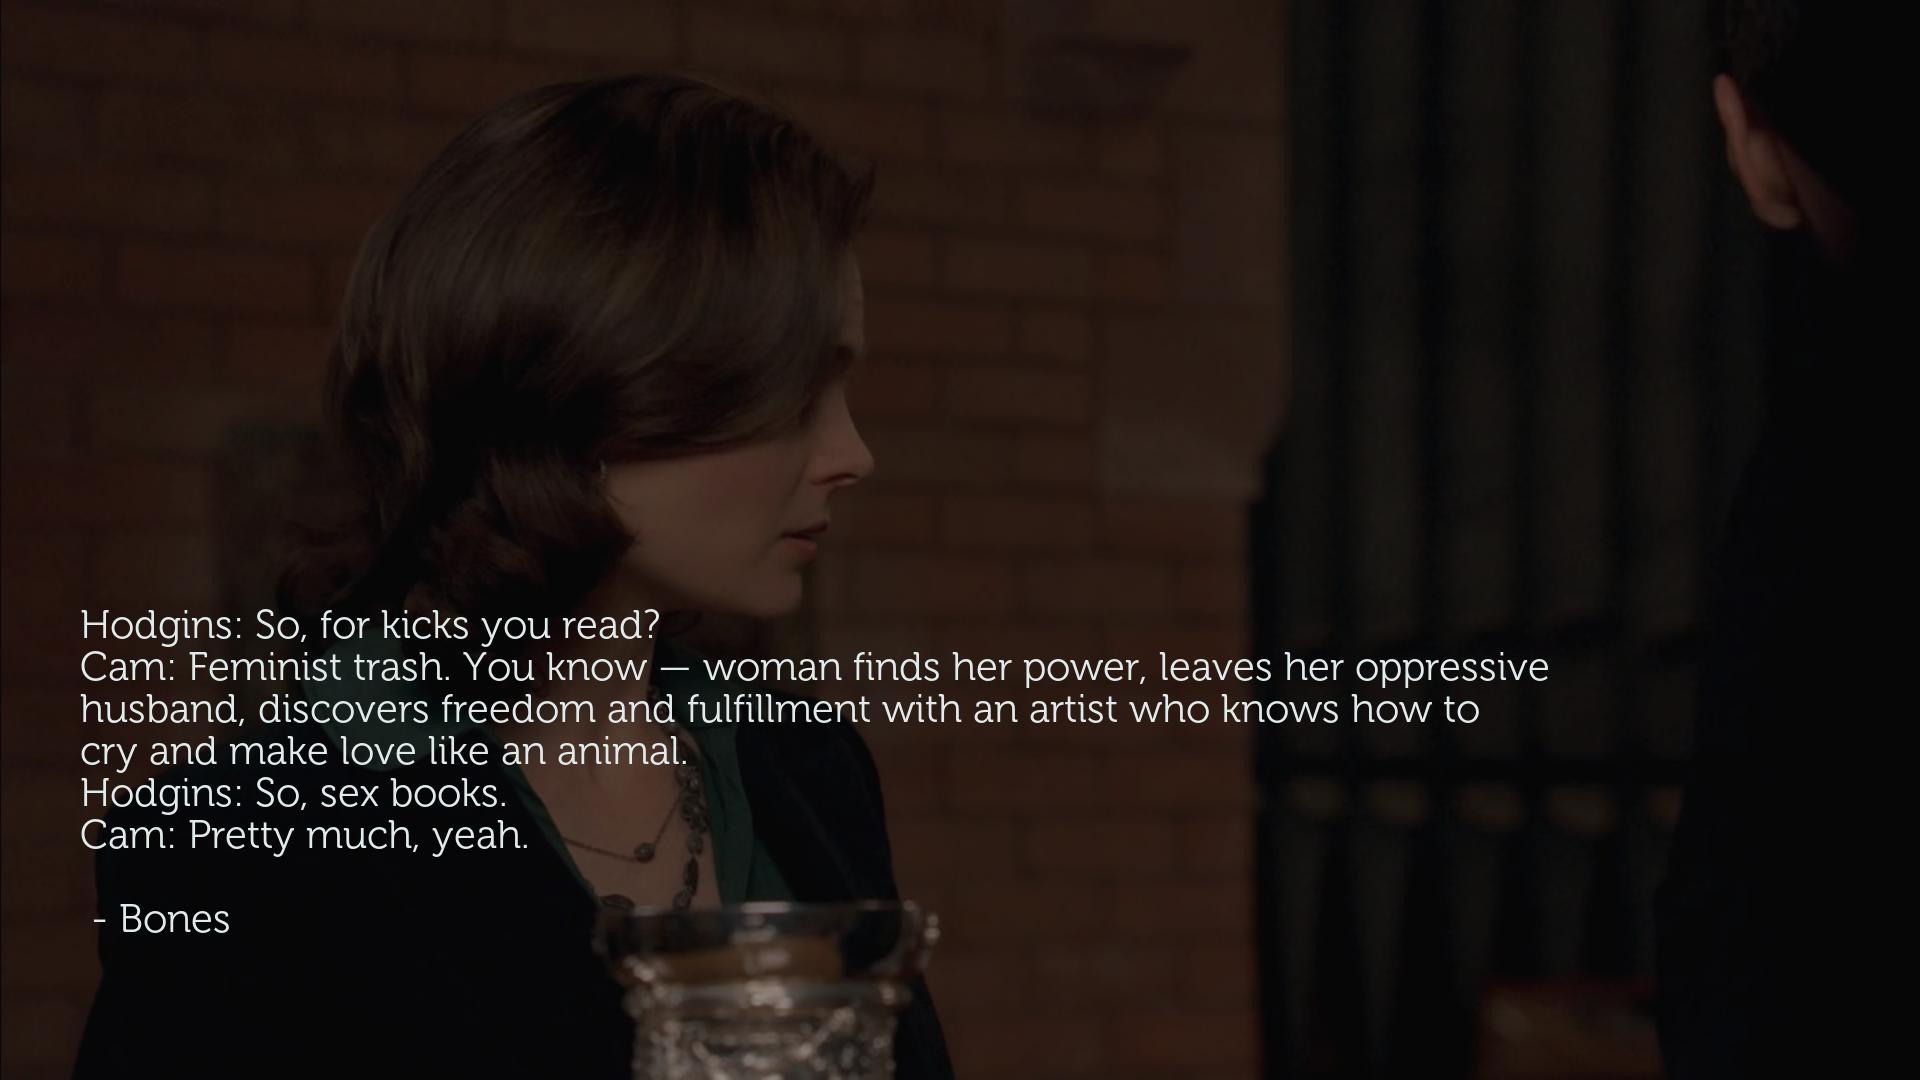 Hodgins: So, for kicks you read?
Cam: Feminist trash. You know — woman finds her power, leaves her oppressive
husband, discovers freedom and fulfillment with an artist who knows how to
cry and make love like an animal.
Hodgins: So, sex books.
Cam: Pretty much, yeah.
- Bones